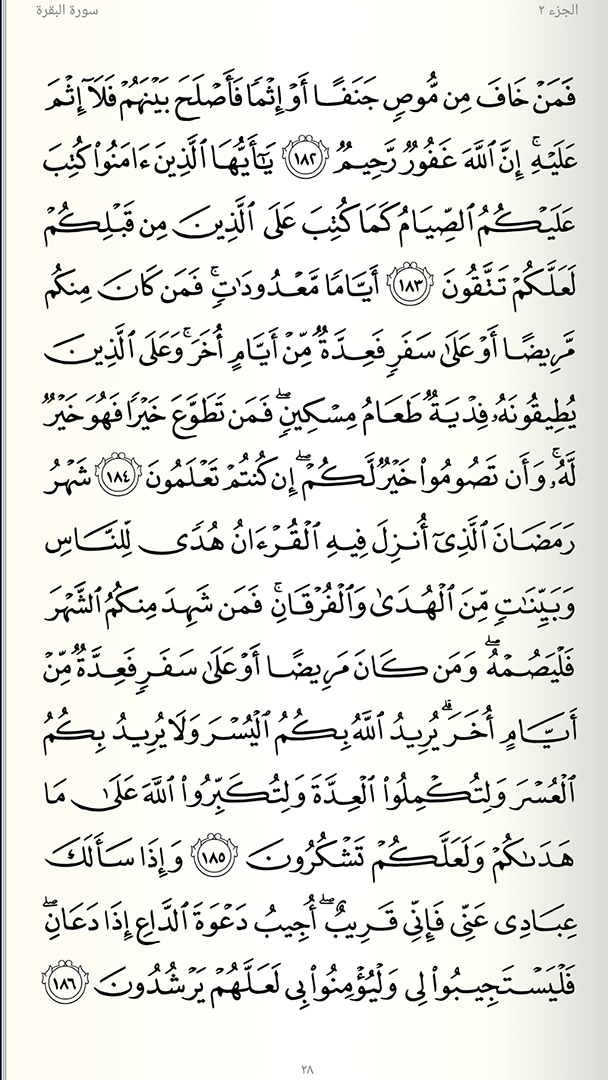 الجزء ٢
سورة البقرة
فَمَنْ خَافَ مِن مُّوصٍ جَنَفًا أَوْ إِثْمًا فَأَصْلَحَ بَيْنَهُمْ فَلَآ إِثْمَ
عَلَيْهِ ۚ إِنَّ ٱللَّهَ غَفُورٌ رَّحِيمٌ ١٨٢ يَـٰٓأَيُّهَا ٱلَّذِينَ ءَامَنُوا۟ كُتِبَ
عَلَيْكُمُ ٱلصِّيَامُ كَمَا كُتِبَ عَلَى ٱلَّذِينَ مِن قَبْلِكُمْ
لَعَلَّكُمْ تَتَّقُونَ ١٨٣ أَيَّامًا مَّعْدُودَٰتٍ ۚ فَمَن كَانَ مِنكُم
مَّرِيضًا أَوْ عَلَىٰ سَفَرٍ فَعِدَّةٌ مِّنْ أَيَّامٍ أُخَرَ ۚ وَعَلَى ٱلَّذِينَ
يُطِيقُونَهُۥ فِدْيَةٌ طَعَامُ مِسْكِينٍ ۖ فَمَن تَطَوَّعَ خَيْرًا فَهُوَ خَيْرٌ
لَّهُۥ ۚ وَأَن تَصُومُوا۟ خَيْرٌ لَّكُمْ ۖ إِن كُنتُمْ تَعْلَمُونَ ١٨٤ شَهْرُ
رَمَضَانَ ٱلَّذِىٓ أُنزِلَ فِيهِ ٱلْقُرْءَانُ هُدًى لِّلنَّاسِ
وَبَيِّنَـٰتٍ مِّنَ ٱلْهُدَىٰ وَٱلْفُرْقَانِ ۚ فَمَن شَهِدَ مِنكُمُ ٱلشَّهْرَ
فَلْيَصُمْهُ ۖ وَمَن كَانَ مَرِيضًا أَوْ عَلَىٰ سَفَرٍ فَعِدَّةٌ مِّنْ
أَيَّامٍ أُخَرَ ۗ يُرِيدُ ٱللَّهُ بِكُمُ ٱلْيُسْرَ وَلَا يُرِيدُ بِكُمُ
ٱلْعُسْرَ وَلِتُكْمِلُوا۟ ٱلْعِدَّةَ وَلِتُكَبِّرُوا۟ ٱللَّهَ عَلَىٰ مَا
هَدَىٰكُمْ وَلَعَلَّكُمْ تَشْكُرُونَ ١٨٥ وَإِذَا سَأَلَكَ
عِبَادِى عَنِّى فَإِنِّى قَرِيبٌ ۖ أُجِيبُ دَعْوَةَ ٱلدَّاعِ إِذَا دَعَانِ ۖ
فَلْيَسْتَجِيبُوا۟ لِى وَلْيُؤْمِنُوا۟ بِى لَعَلَّهُمْ يَرْشُدُونَ ١٨٦
٢٨